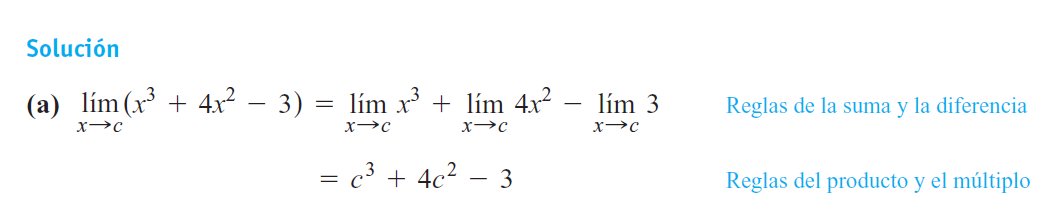 Solución
(a) lím(x³ + 4x² − 3) = lím x³ + lím 4x² − lím 3 Reglas de la suma y la diferencia
x→c x→c x→c x→c
= c³ + 4c² − 3 Reglas del producto y el múltiplo